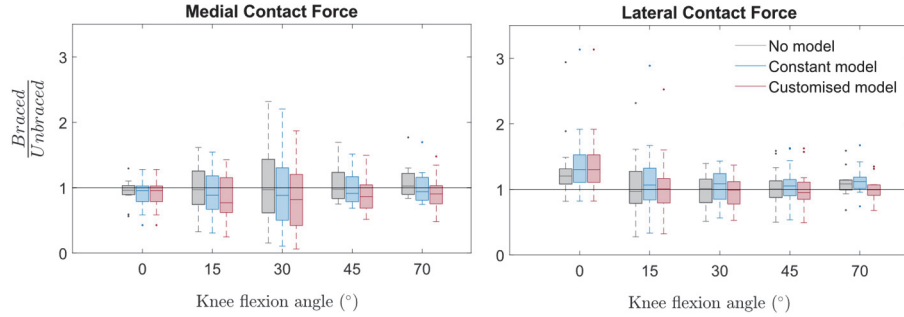 Medial Contact Force
3
2
1
0
Braced
Unbraced
0 15 30 45 70
Knee flexion angle (°)
Lateral Contact Force
No model
Constant model
Customised model
3
2
1
0
0 15 30 45 70
Knee flexion angle (°)